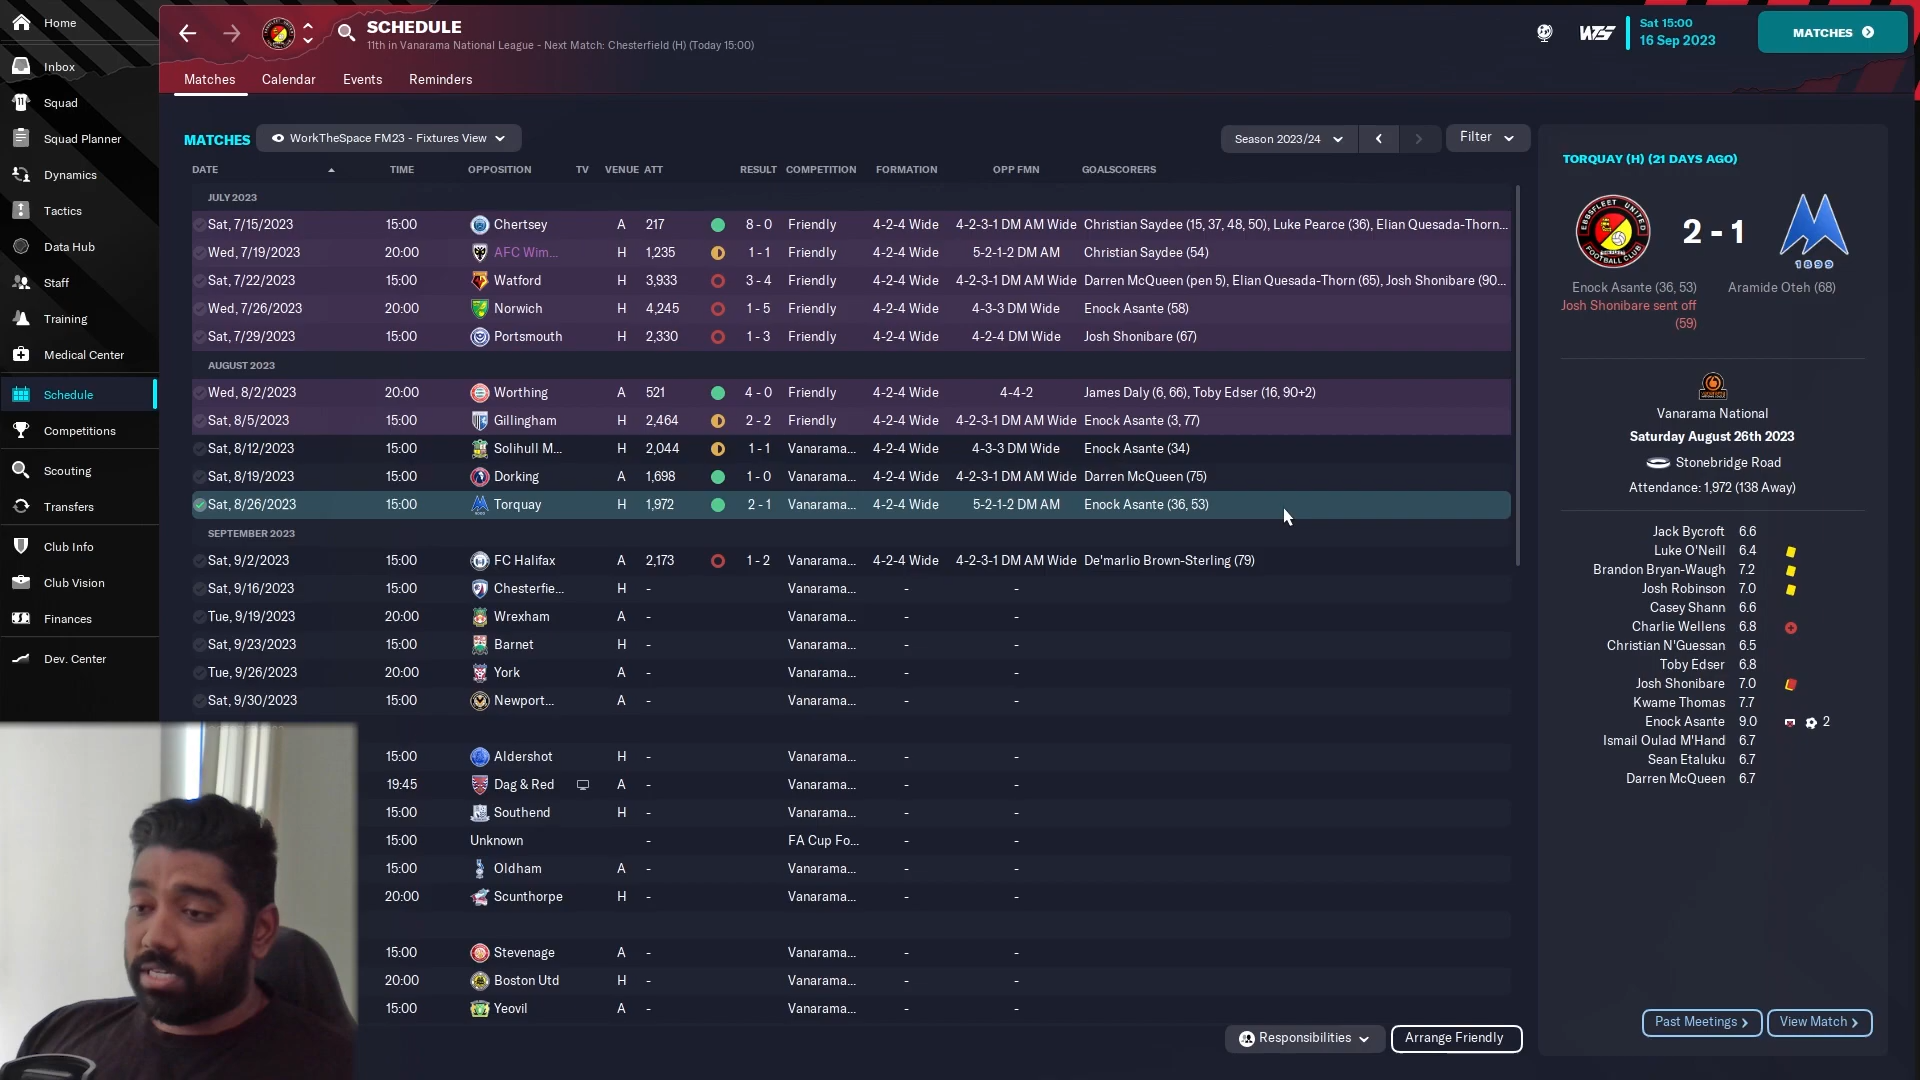 Home
Inbox
Squad
Squad Planner
Dynamics
Tactics
Data Hub
Staff
Training
Medical Center
Schedule
Competitions
Scouting
Transfers
Club Info
Club Vision
Finances
Dev. Center
SCHEDULE
11th in Vanarama National League - Next Match: Chesterfield (H) (Today 15:00)
WTS
Sat 15:00
16 Sep 2023
MATCHES
Matches Calendar Events Reminders
MATCHES WorkTheSpace FM23 - Fixtures View Season 2023/24 Filter
DATE TIME OPPOSITION TV VENUE ATT RESULT COMPETITION FORMATION OPP FMN GOALSCORERS
JULY 2023
Sat, 7/15/2023 15:00 Chertsey A 217 8 - 0 Friendly 4-2-4 Wide 4-2-3-1 DM AM Wide Christian Saydee (15, 37, 48, 50), Luke Pearce (36), Elian Quesada-Thorn...
Wed, 7/19/2023 20:00 AFC Wim... H 1,235 1 - 1 Friendly 4-2-4 Wide 5-2-1-2 DM AM Christian Saydee (54)
Sat, 7/22/2023 15:00 Watford H 3,933 3 - 4 Friendly 4-2-4 Wide 4-2-3-1 DM AM Wide Darren McQueen (pen 5), Elian Quesada-Thorn (65), Josh Shonibare (90...
Wed, 7/26/2023 20:00 Norwich H 4,245 1 - 5 Friendly 4-2-4 Wide 4-3-3 DM Wide Enock Asante (58)
Sat, 7/29/2023 15:00 Portsmouth H 2,330 1 - 3 Friendly 4-2-4 Wide 4-2-4 DM Wide Josh Shonibare (67)
AUGUST 2023
Wed, 8/2/2023 20:00 Worthing A 521 4 - 0 Friendly 4-2-4 Wide 4-4-2 James Daly (6, 66), Toby Edser (16, 90+2)
Sat, 8/5/2023 15:00 Gillingham H 2,464 2 - 2 Friendly 4-2-4 Wide 4-2-3-1 DM AM Wide Enock Asante (3, 77)
Sat, 8/12/2023 15:00 Solihull M... H 2,044 1 - 1 Vanarama... 4-2-4 Wide 4-3-3 DM Wide Enock Asante (34)
Sat, 8/19/2023 15:00 Dorking A 1,698 1 - 0 Vanarama... 4-2-4 Wide 4-2-3-1 DM AM Wide Darren McQueen (75)
Sat, 8/26/2023 15:00 Torquay H 1,972 2 - 1 Vanarama... 4-2-4 Wide 5-2-1-2 DM AM Enock Asante (36, 53)
SEPTEMBER 2023
Sat, 9/2/2023 15:00 FC Halifax A 2,173 1 - 2 Vanarama... 4-2-4 Wide 4-2-3-1 DM AM Wide De'marlio Brown-Sterling (79)
Sat, 9/16/2023 15:00 Chesterfie... H - Vanarama... - -
Tue, 9/19/2023 20:00 Wrexham A - Vanarama... - -
Sat, 9/23/2023 15:00 Barnet H - Vanarama... - -
Tue, 9/26/2023 20:00 York A - Vanarama... - -
Sat, 9/30/2023 15:00 Newport... A - Vanarama... - -
15:00 Aldershot H - Vanarama... - -
19:45 Dag & Red A - Vanarama... - -
15:00 Southend H - Vanarama... - -
15:00 Unknown - FA Cup Fo... - -
15:00 Oldham A - Vanarama... - -
20:00 Scunthorpe H - Vanarama... - -
15:00 Stevenage A - Vanarama... - -
20:00 Boston Utd H - Vanarama... - -
15:00 Yeovil A - Vanarama... - -
Responsibilities Arrange Friendly
TORQUAY (H) (21 DAYS AGO)
EBBSFLEET UNITED
FOOTBALL CLUB
2 - 1
1899
Enock Asante (36, 53) Aramide Oteh (68)
Josh Shonibare sent off
(59)
Vanarama National
Saturday August 26th 2023
Stonebridge Road
Attendance: 1,972 (138 Away)
Jack Bycroft 6.6
Luke O'Neill 6.4
Brandon Bryan-Waugh 7.2
Josh Robinson 7.0
Casey Shann 6.6
Charlie Wellens 6.8
Christian N'Guessan 6.5
Toby Edser 6.8
Josh Shonibare 7.0
Kwame Thomas 7.7
Enock Asante 9.0 2
Ismail Oulad M'Hand 6.7
Sean Etaluku 6.7
Darren McQueen 6.7
Past Meetings View Match